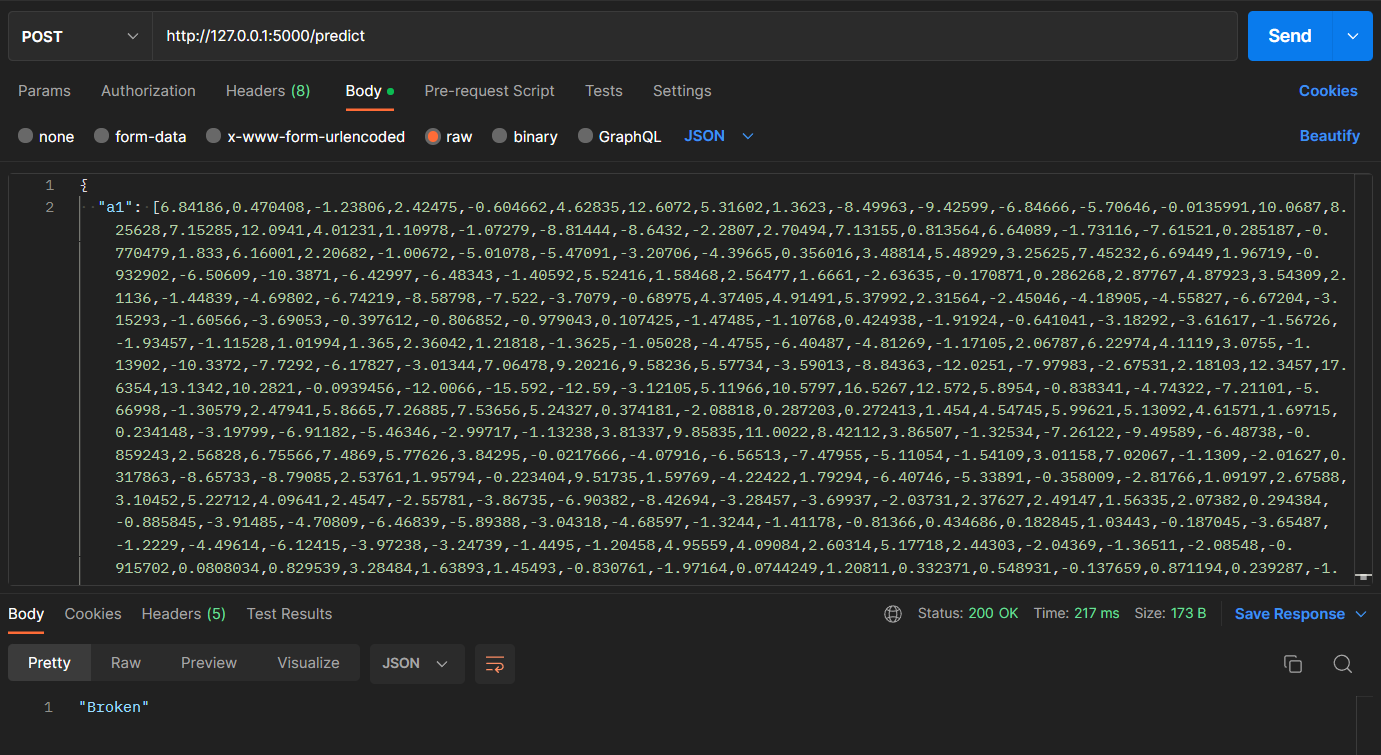 POST http://127.0.0.1:5000/predict Send
Params Authorization Headers (8) Body Pre-request Script Tests Settings Cookies
none form-data x-www-form-urlencoded raw binary GraphQL JSON Beautify
1 {
2 "a1": [6.84186,0.470408,-1.23806,2.42475,-0.604662,4.62835,12.6072,5.31602,1.3623,-8.49963,-9.42599,-6.84666,-5.70646,-0.0135991,10.0687,8.
25628,7.15285,12.0941,4.01231,1.10978,-1.07279,-8.81444,-8.6432,-2.2807,2.70494,7.13155,0.813564,6.64089,-1.73116,-7.61521,0.285187,-0.
770479,1.833,6.16001,2.20682,-1.00672,-5.01078,-5.47091,-3.20706,-4.39665,0.356016,3.48814,5.48929,3.25625,7.45232,6.69449,1.96719,-0.
932902,-6.50609,-10.3871,-6.42997,-6.48343,-1.40592,5.52416,1.58468,2.56477,1.6661,-2.63635,-0.170871,0.286268,2.87767,4.87923,3.54309,2.
1136,-1.44839,-4.69802,-6.74219,-8.58798,-7.522,-3.7079,-0.68975,4.37405,4.91491,5.37992,2.31564,-2.45046,-4.18905,-4.55827,-6.67204,-3.
15293,-1.60566,-3.69053,-0.397612,-0.806852,-0.979043,0.107425,-1.47485,-1.10768,0.424938,-1.91924,-0.641041,-3.18292,-3.61617,-1.56726,
-1.93457,-1.11528,1.01994,1.365,2.36042,1.21818,-1.3625,-1.05028,-4.4755,-6.40487,-4.81269,-1.17105,2.06787,6.22974,4.1119,3.0755,-1.
13902,-10.3372,-7.7292,-6.17827,-3.01344,7.06478,9.20216,9.58236,5.57734,-3.59013,-8.84363,-12.0251,-7.97983,-2.67531,2.18103,12.3457,17.
6354,13.1342,10.2821,-0.0939456,-12.0066,-15.592,-12.59,-3.12105,5.11966,10.5797,16.5267,12.572,5.8954,-0.838341,-4.74322,-7.21101,-5.
66998,-1.30579,2.47941,5.8665,7.26885,7.53656,5.24327,0.374181,-2.08818,0.287203,0.272413,1.454,4.54745,5.99621,5.13092,4.61571,1.69715,
0.234148,-3.19799,-6.91182,-5.46346,-2.99717,-1.13238,3.81337,9.85835,11.0022,8.42112,3.86507,-1.32534,-7.26122,-9.49589,-6.48738,-0.
859243,2.56828,6.75566,7.4869,5.77626,3.84295,-0.0217666,-4.07916,-6.56513,-7.47955,-5.11054,-1.54109,3.01158,7.02067,-1.1309,-2.01627,0.
317863,-8.65733,-8.79085,2.53761,1.95794,-0.223404,9.51735,1.59769,-4.22422,1.79294,-6.40746,-5.33891,-0.358009,-2.81766,1.09197,2.67588,
3.10452,5.22712,4.09641,2.4547,-2.55781,-3.86735,-6.90382,-8.42694,-3.28457,-3.69937,-2.03731,2.37627,2.49147,1.56335,2.07382,0.294384,
-0.885845,-3.91485,-4.70809,-6.46839,-5.89388,-3.04318,-4.68597,-1.3244,-1.41178,-0.81366,0.434686,0.182845,1.03443,-0.187045,-3.65487,
-1.2229,-4.49614,-6.12415,-3.97238,-3.24739,-1.4495,-1.20458,4.95559,4.09084,2.60314,5.17718,2.44303,-2.04369,-1.36511,-2.08548,-0.
915702,0.0808034,0.829539,3.28484,1.63893,1.45493,-0.830761,-1.97164,0.0744249,1.20811,0.332371,0.548931,-0.137659,0.871194,0.239287,-1.
Body Cookies Headers (5) Test Results Status: 200 OK Time: 217 ms Size: 173 B Save Response
Pretty Raw Preview Visualize JSON
1 "Broken"